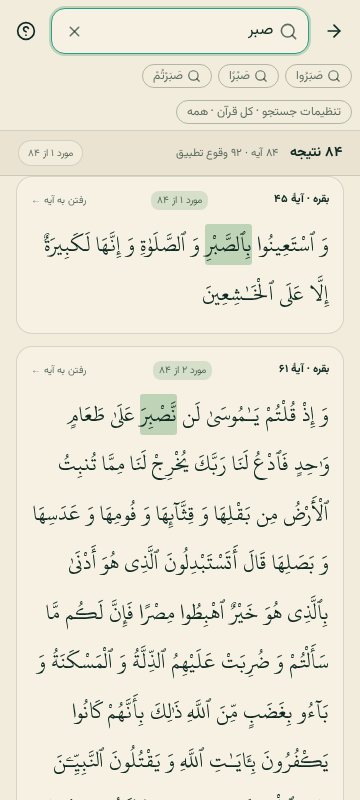 صبر
صَبَرُوا
صَبْرًا
صَبَرْتُمْ
تنظیمات جستجو · کل قرآن · همه
۸۴ نتیجه
۸۴ آیه · ۹۲ وقوع تطبیق
مورد ۱ از ۸۴
بقره · آیهٔ ۴۵
مورد ۱ از ۸۴
رفتن به آیه ←
وَ ٱسْتَعِينُوا بِٱلصَّبْرِ وَ ٱلصَّلَوٰةِ وَ إِنَّهَا لَكَبِيرَةٌ
إِلَّا عَلَى ٱلْخَـٰشِعِينَ
بقره · آیهٔ ۶۱
مورد ۲ از ۸۴
رفتن به آیه ←
وَ إِذْ قُلْتُمْ يَـٰمُوسَىٰ لَن نَّصْبِرَ عَلَىٰ طَعَامٍ
وَٰحِدٍ فَٱدْعُ لَنَا رَبَّكَ يُخْرِجْ لَنَا مِمَّا تُنبِتُ
ٱلْأَرْضُ مِن بَقْلِهَا وَ قِثَّآئِهَا وَ فُومِهَا وَ عَدَسِهَا
وَ بَصَلِهَا قَالَ أَتَسْتَبْدِلُونَ ٱلَّذِى هُوَ أَدْنَىٰ
بِٱلَّذِى هُوَ خَيْرٌ ٱهْبِطُوا مِصْرًا فَإِنَّ لَكُم مَّا
سَأَلْتُمْ وَ ضُرِبَتْ عَلَيْهِمُ ٱلذِّلَّةُ وَ ٱلْمَسْكَنَةُ وَ
بَآءُو بِغَضَبٍ مِّنَ ٱللَّهِ ذَٰلِكَ بِأَنَّهُمْ كَانُوا
يَكْفُرُونَ بِـَٔايَـٰتِ ٱللَّهِ وَ يَقْتُلُونَ ٱلنَّبِيِّـۧنَ